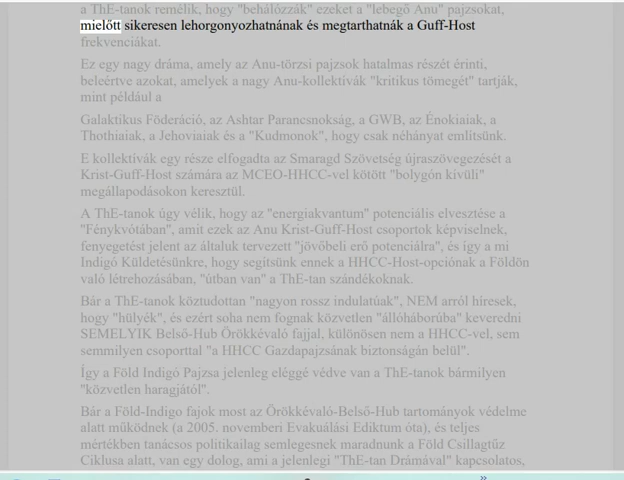 a ThE-tanok remélik, hogy "behálózzák" ezeket a "lebegő Anu" pajzsokat,
mielőtt sikeresen lehorgonyozhatnának és megtarthatnák a Guff-Host
frekvenciákat.
Ez egy nagy dráma, amely az Anu-törzsi pajzsok hatalmas részét érinti,
beleértve azokat, amelyek a nagy Anu-kollektívák "kritikus tömegét" tartják,
mint például a
Galaktikus Föderáció, az Ashtar Parancsnokság, a GWB, az Énokiaiak, a
Thothiaiak, a Jehoviaiak és a "Kudmonok", hogy csak néhányat említsünk.
E kollektívák egy része elfogadta az Smaragd Szövetség újraszövegezését a
Krist-Guff-Host számára az MCEO-HHCC-vel kötött "bolygón kívüli"
megállapodásokon keresztül.
A ThE-tanok úgy vélik, hogy az "energiakvantum" potenciális elvesztése a
"Fénykvótában", amit ezek az Anu Krist-Guff-Host csoportok képviselnek,
fenyegetést jelent az általuk tervezett "jövőbeli erő potenciálra", és így a mi
Indigó Küldetésünkre, hogy segítsünk ennek a HHCC-Host-opciónak a Földön
való létrehozásában, "útban van" a ThE-tan szándékoknak.
Bár a ThE-tanok köztudottan "nagyon rossz indulatúak", NEM arról híresek,
hogy "hülyék", és ezért soha nem fognak közvetlen "állóháborúba" keveredni
SEMELYIK Belső-Hub Örökkévaló fajjal, különösen nem a HHCC-vel, sem
semmilyen csoporttal "a HHCC Gazdapajzsának biztonságán belül".
Így a Föld Indigó Pajzsa jelenleg eléggé védve van a ThE-tanok bármilyen
"közvetlen haragjától".
Bár a Föld-Indigo fajok most az Örökkévaló-Belső-Hub tartományok védelme
alatt működnek (a 2005. novemberi Evakuálási Ediktum óta), és teljes
mértékben tanácsos politikailag semlegesnek maradnunk a Föld Csillagtűz
Ciklusa alatt, van egy dolog, ami a jelenlegi "ThE-tan Drámával" kapcsolatos,
»